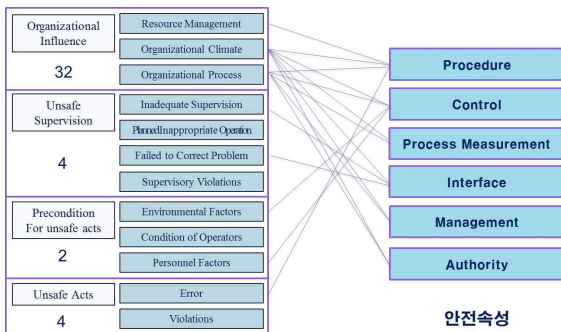 Organizational
Influence
32
Resource Management
Organizational Climate
Organizational Process
Unsafe
Supervision
4
Inadequate Supervision
PlannedInappropriate Operation
Failed to Correct Problem
Supervisory Violations
Precondition
For unsafe acts
2
Environmental Factors
Condition of Operators
Personnel Factors
Unsafe Acts
4
Error
Violations
Procedure
Control
Process Measurement
Interface
Management
Authority
안전속성